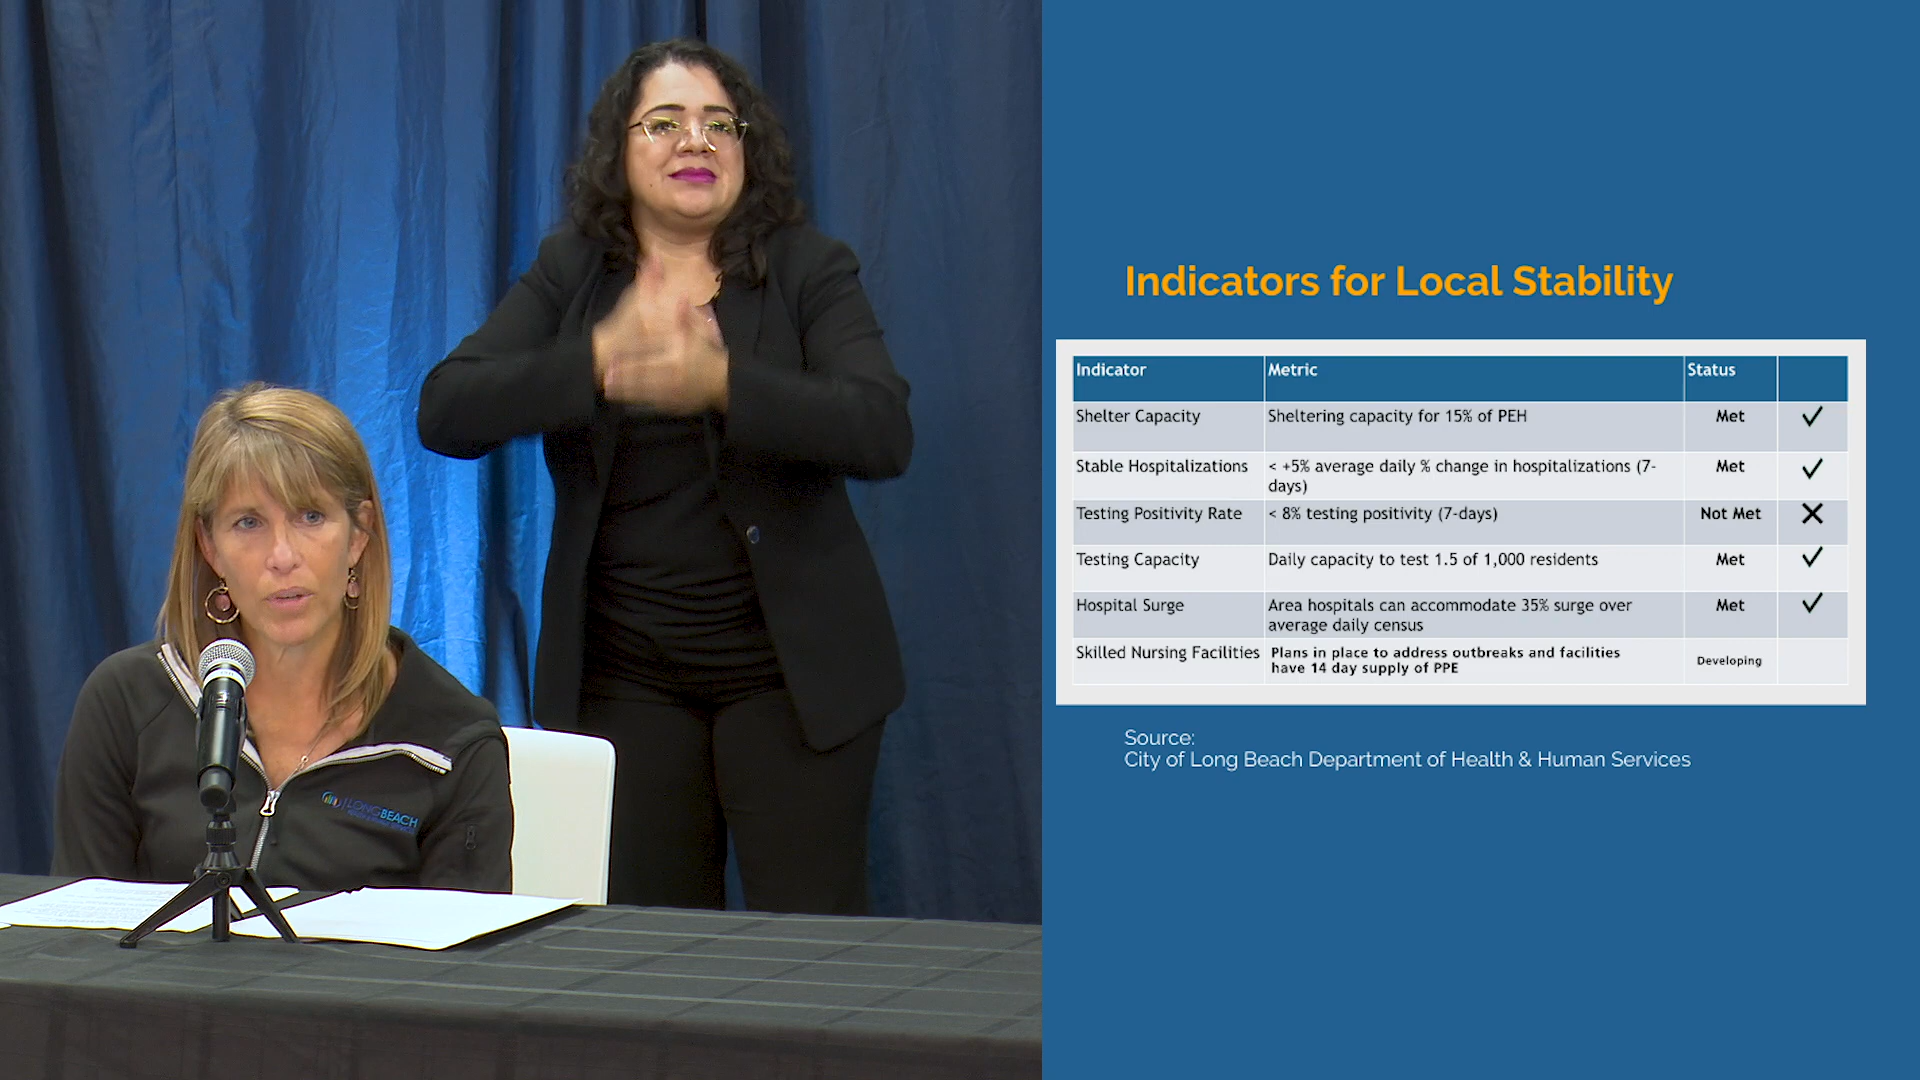 Indicators for Local Stability
Indicator Metric Status
Shelter Capacity Sheltering capacity for 15% of PEH Met ✓
Stable Hospitalizations < +5% average daily % change in hospitalizations (7-
days) Met ✓
Testing Positivity Rate < 8% testing positivity (7-days) Not Met ✕
Testing Capacity Daily capacity to test 1.5 of 1,000 residents Met ✓
Hospital Surge Area hospitals can accommodate 35% surge over
average daily census Met ✓
Skilled Nursing Facilities Plans in place to address outbreaks and facilities
have 14 day supply of PPE Developing
Source:
City of Long Beach Department of Health & Human Services
LONGBEACH